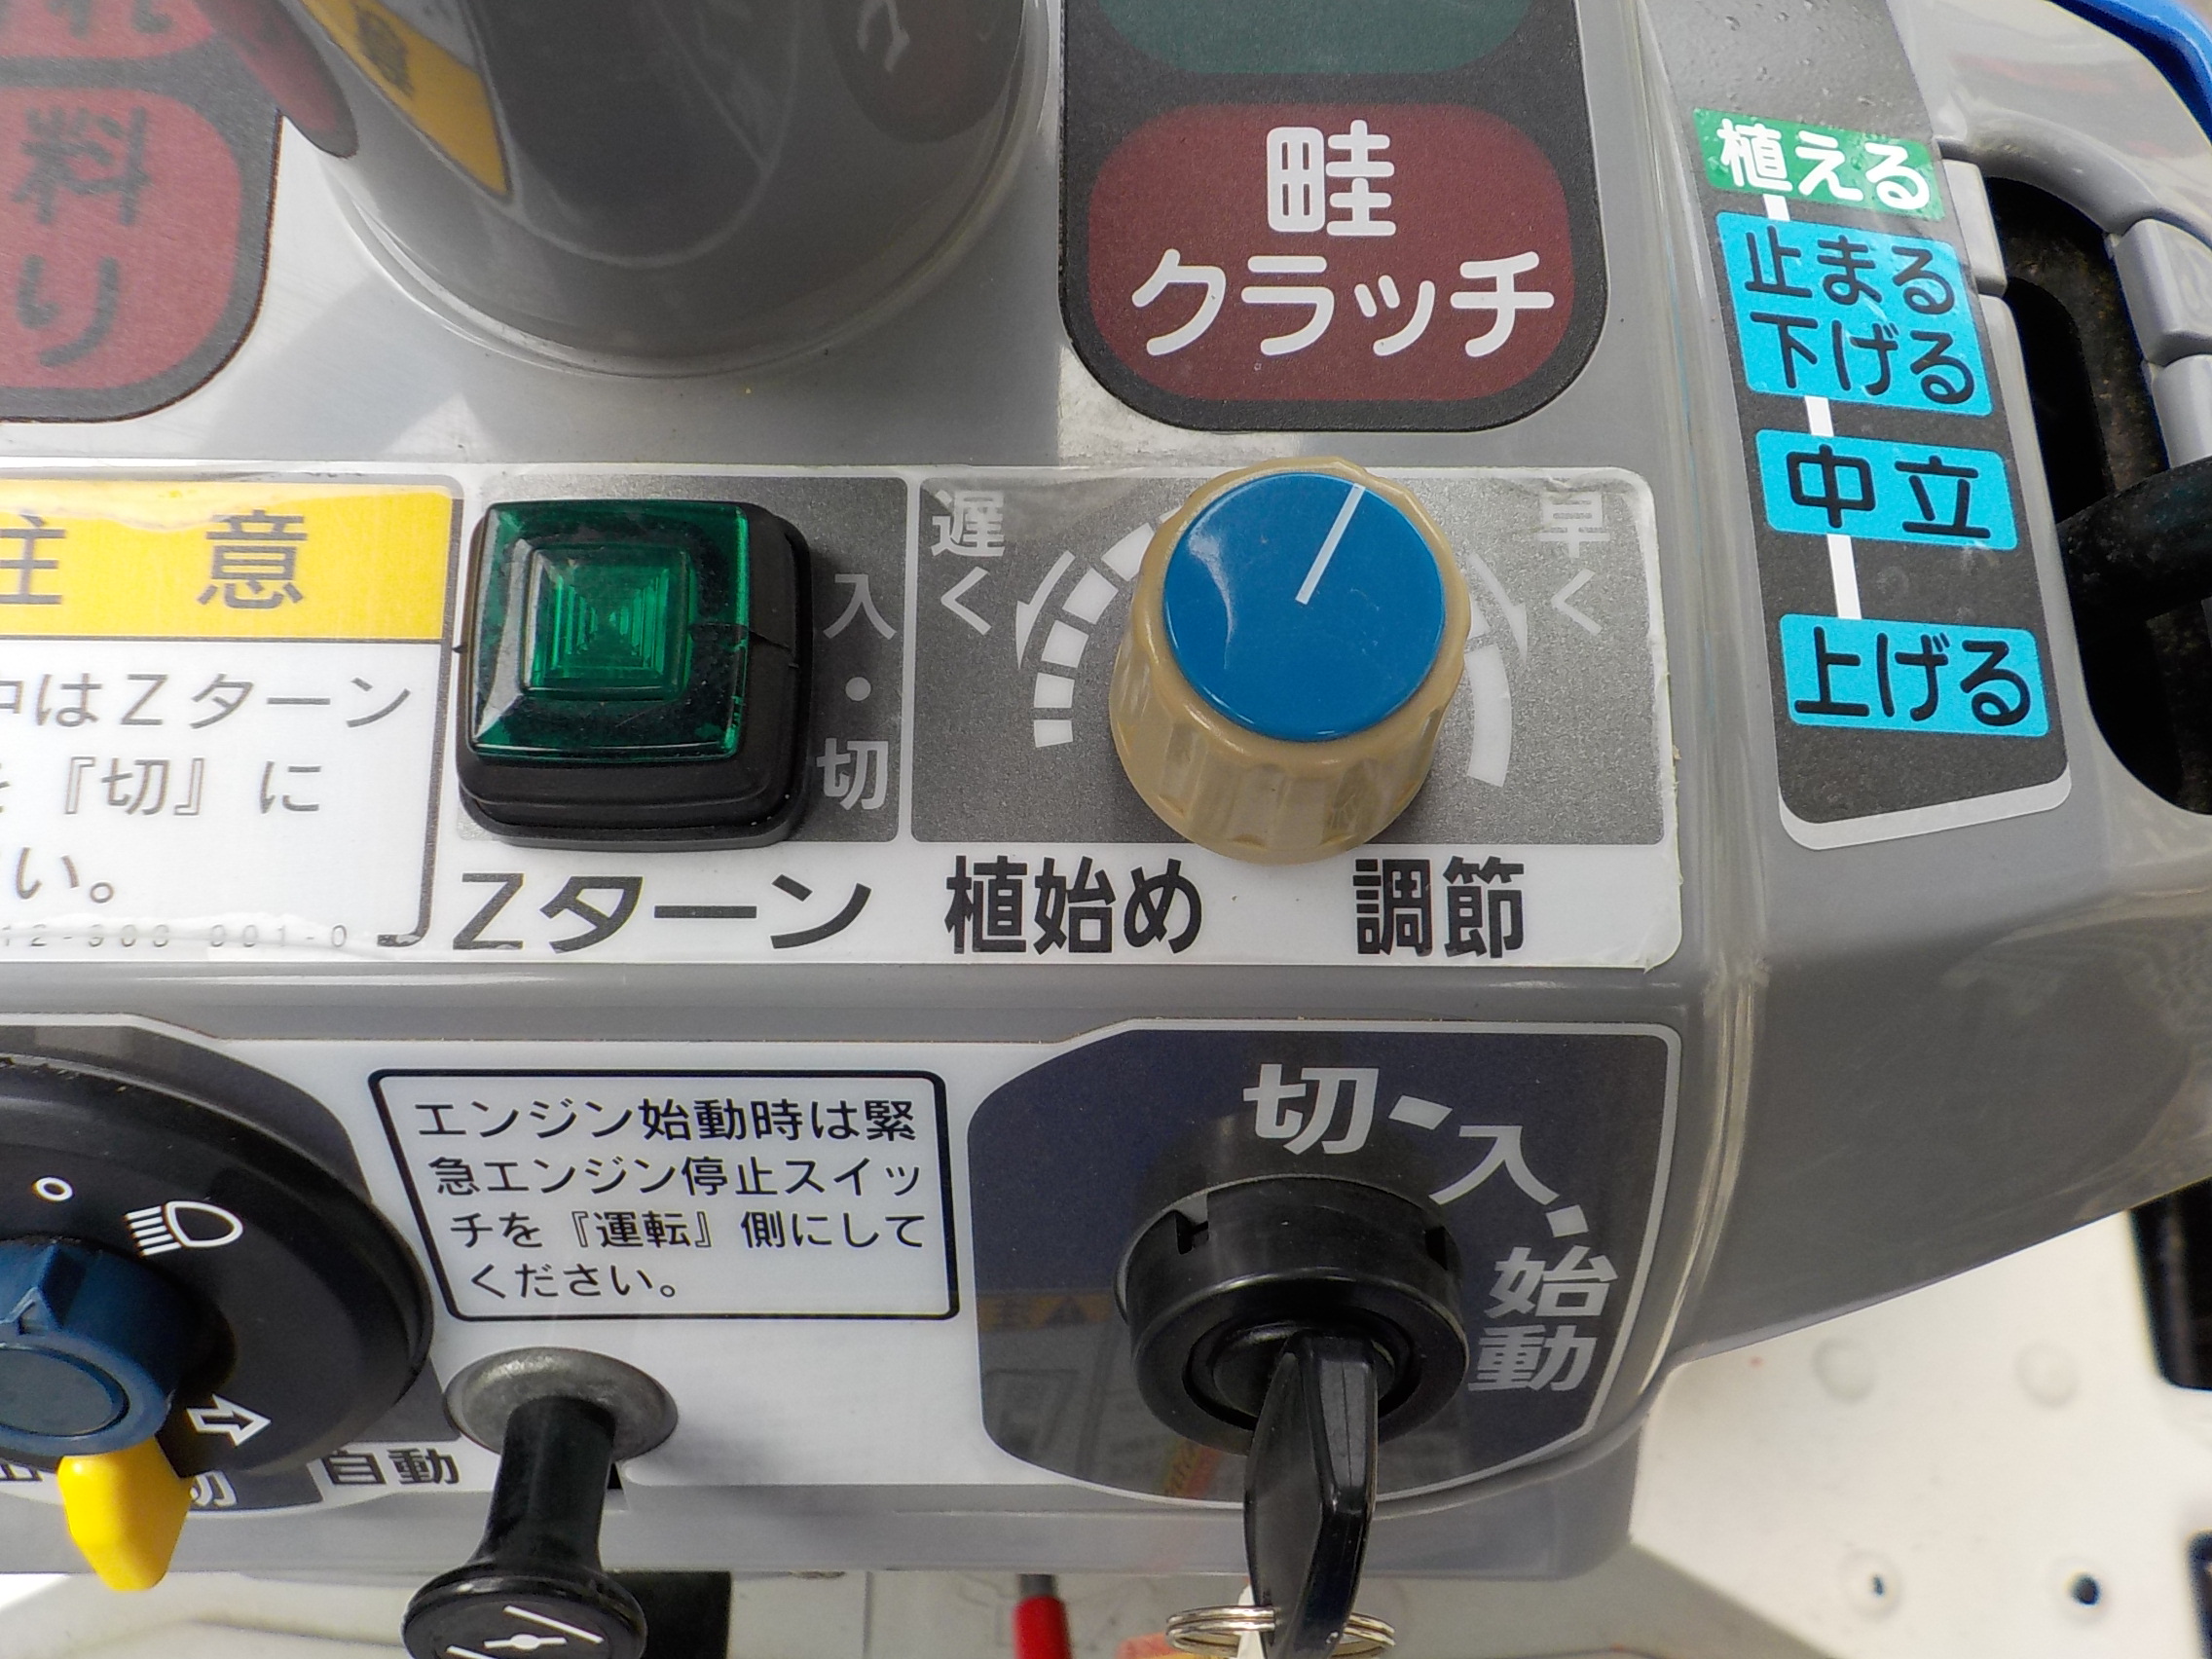 料
り
畦
クラッチ
植える
止まる
下げる
中立
上げる
注意
はZターン
『切』に
い。
入・切
遅く
早く
Zターン
植始め 調節
エンジン始動時は緊
急エンジン停止スイッ
チを『運転』側にして
ください。
切・入・始動
切
自動